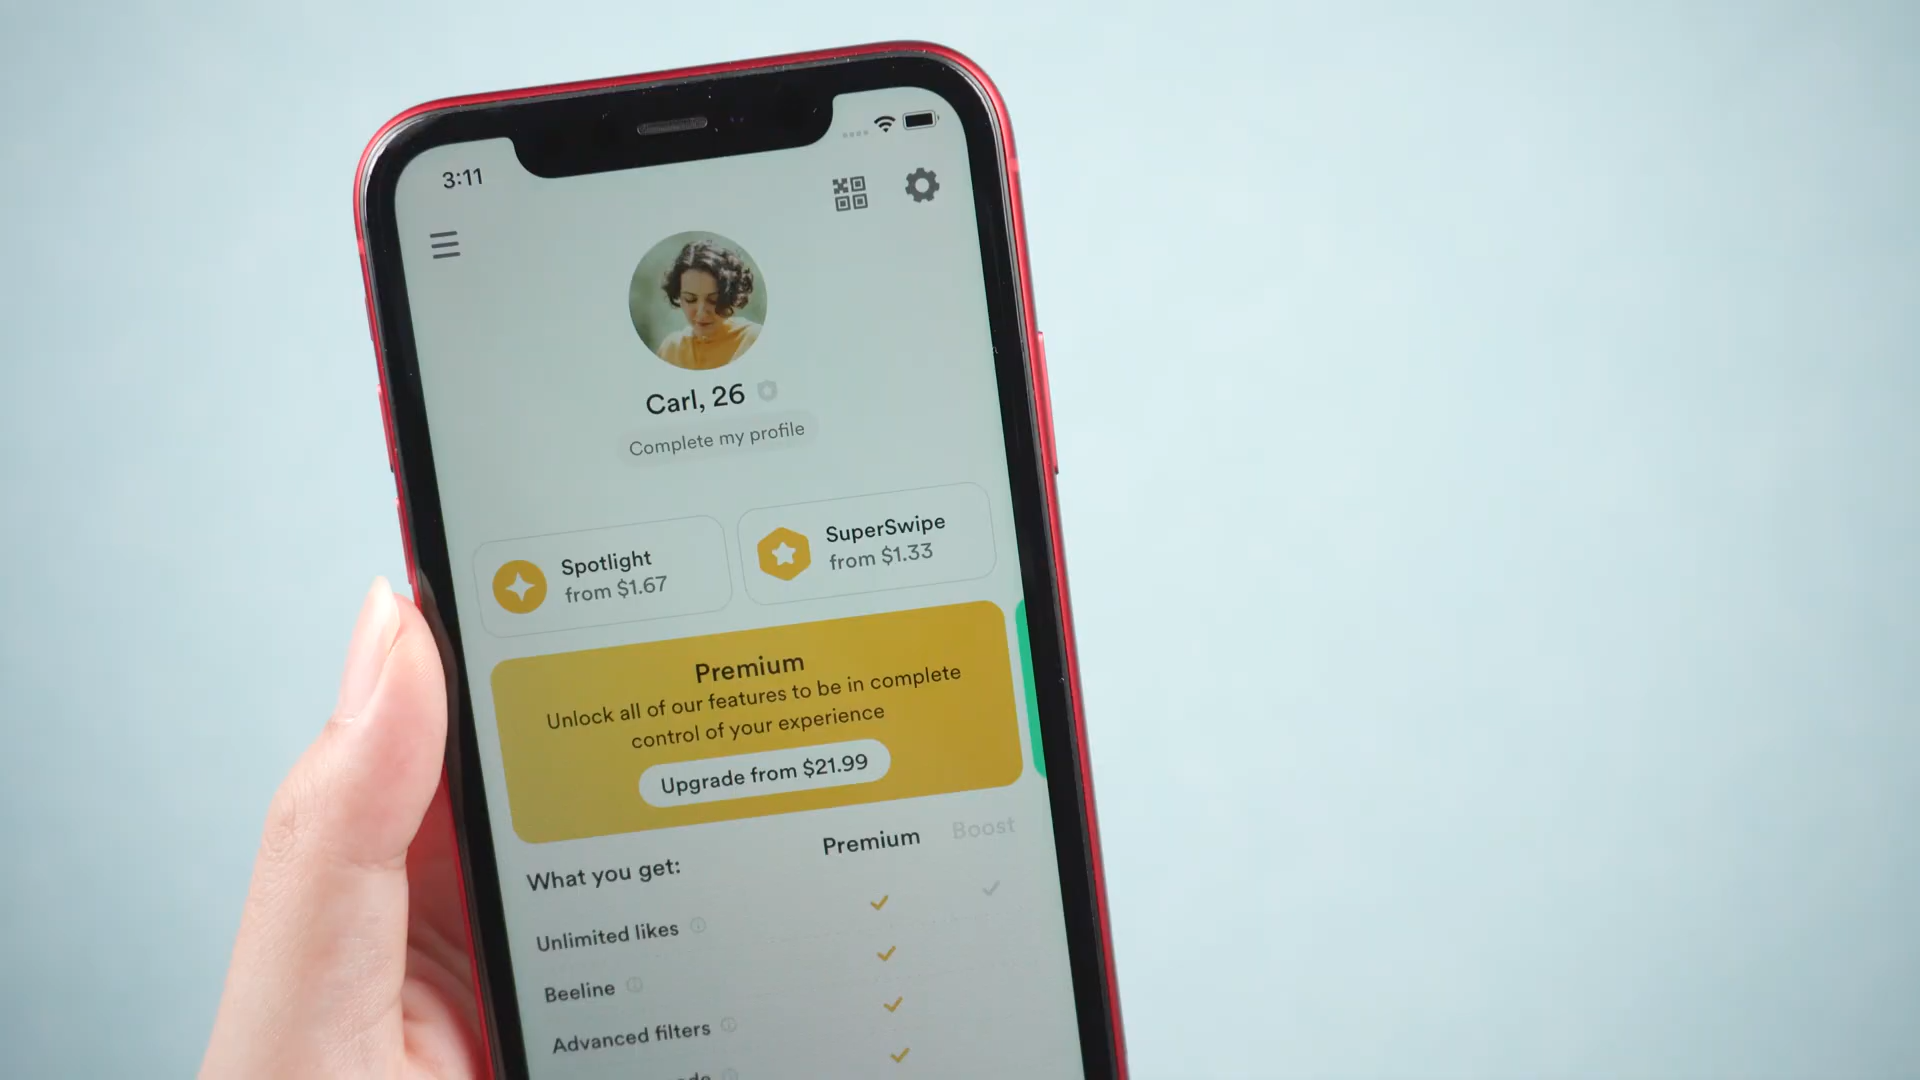 3:11
Carl, 26
Complete my profile
Spotlight
from $1.67
SuperSwipe
from $1.33
Premium
Unlock all of our features to be in complete
control of your experience
Upgrade from $21.99
What you get:
Premium
Boost
Unlimited likes
Beeline
Advanced filters